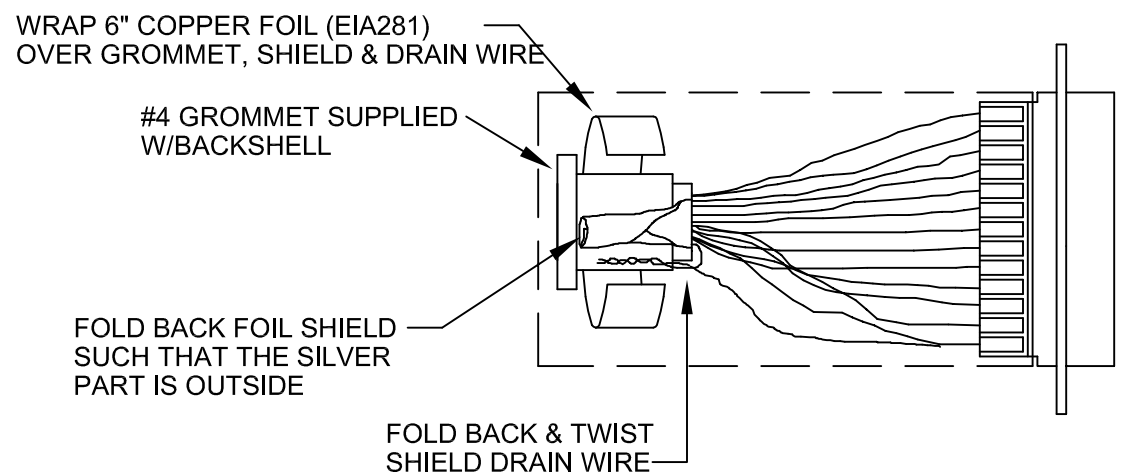 WRAP 6" COPPER FOIL (EIA281)
OVER GROMMET, SHIELD & DRAIN WIRE
#4 GROMMET SUPPLIED
W/BACKSHELL
FOLD BACK FOIL SHIELD
SUCH THAT THE SILVER
PART IS OUTSIDE
FOLD BACK & TWIST
SHIELD DRAIN WIRE